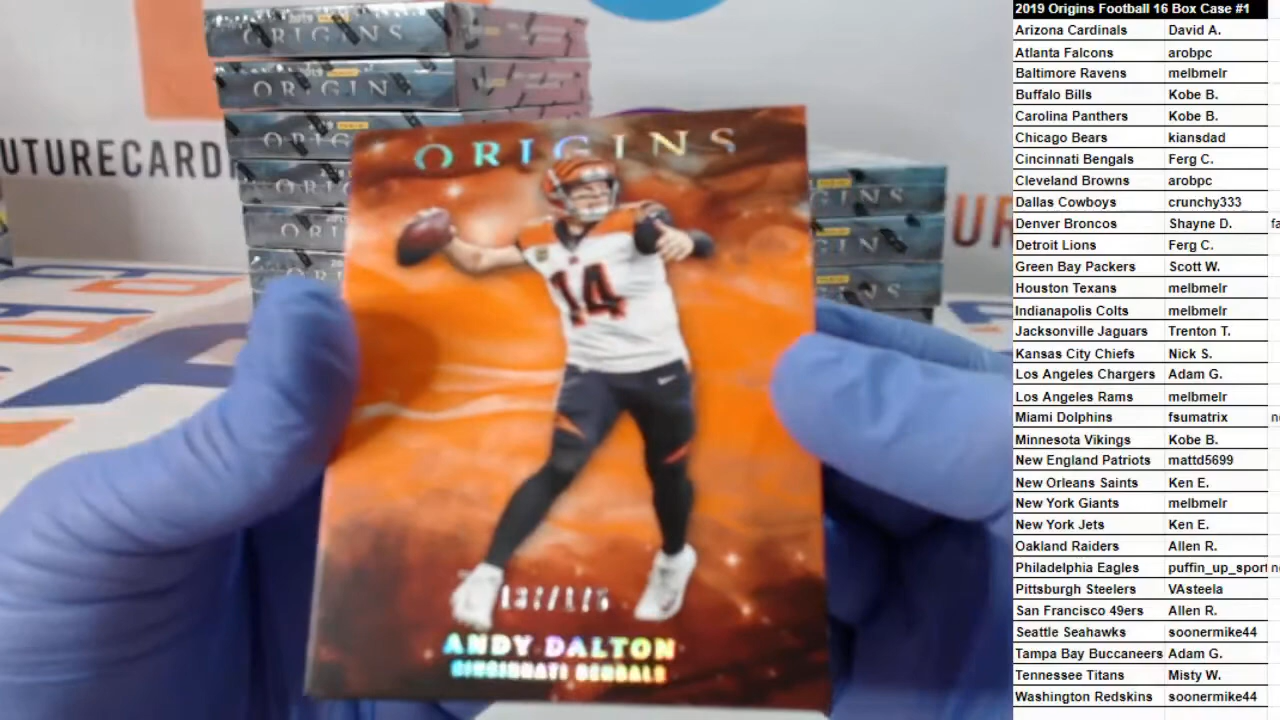 ORIGINS
ORIGINS
UTURECARD
ORIGINS
14
ANDY DALTON
CINCINNATI BENGALS
2019 Origins Football 16 Box Case #1
Arizona Cardinals David A.
Atlanta Falcons arobpc
Baltimore Ravens melbmelr
Buffalo Bills Kobe B.
Carolina Panthers Kobe B.
Chicago Bears kiansdad
Cincinnati Bengals Ferg C.
Cleveland Browns arobpc
Dallas Cowboys crunchy333
Denver Broncos Shayne D. fa
Detroit Lions Ferg C.
Green Bay Packers Scott W.
Houston Texans melbmelr
Indianapolis Colts melbmelr
Jacksonville Jaguars Trenton T.
Kansas City Chiefs Nick S.
Los Angeles Chargers Adam G.
Los Angeles Rams melbmelr
Miami Dolphins fsumatrix
Minnesota Vikings Kobe B.
New England Patriots mattd5699
New Orleans Saints Ken E.
New York Giants melbmelr
New York Jets Ken E.
Oakland Raiders Allen R.
Philadelphia Eagles puffin_up_sport
Pittsburgh Steelers VAsteela
San Francisco 49ers Allen R.
Seattle Seahawks soonermike44
Tampa Bay Buccaneers Adam G.
Tennessee Titans Misty W.
Washington Redskins soonermike44